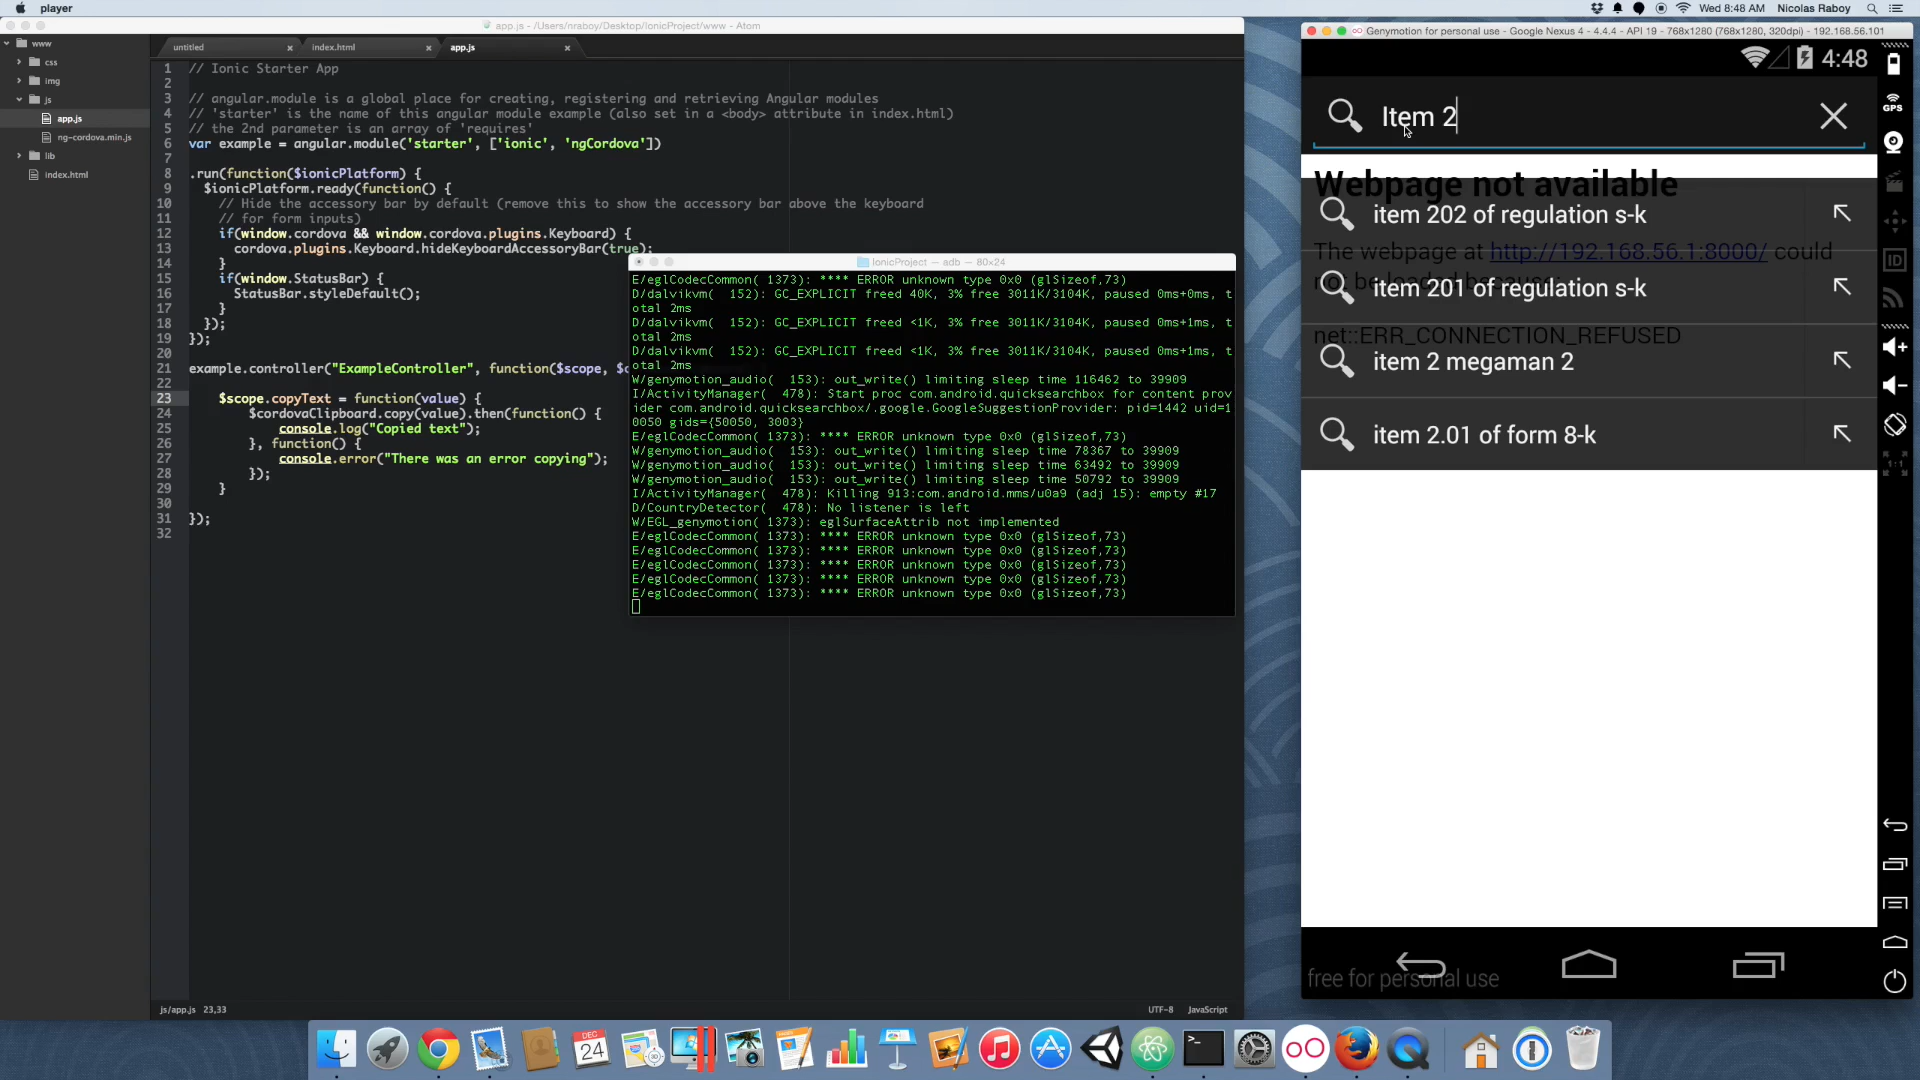 player
Wed 8:48 AM Nicolas Raboy
app.js - /Users/nraboy/Desktop/IonicProject/www - Atom
www
css
img
js
app.js
ng-cordova.min.js
lib
index.html
untitled
index.html
app.js
1 // Ionic Starter App
2
3 // angular.module is a global place for creating, registering and retrieving Angular modules
4 // 'starter' is the name of this angular module example (also set in a <body> attribute in index.html)
5 // the 2nd parameter is an array of 'requires'
6 var example = angular.module('starter', ['ionic', 'ngCordova'])
7
8 .run(function($ionicPlatform) {
9 $ionicPlatform.ready(function() {
10 // Hide the accessory bar by default (remove this to show the accessory bar above the keyboard
11 // for form inputs)
12 if(window.cordova && window.cordova.plugins.Keyboard) {
13 cordova.plugins.Keyboard.hideKeyboardAccessoryBar(true);
14 }
15 if(window.StatusBar) {
16 StatusBar.styleDefault();
17 }
18 });
19 });
20
21 example.controller("ExampleController", function($scope, $c
22
23 $scope.copyText = function(value) {
24 $cordovaClipboard.copy(value).then(function() {
25 console.log("Copied text");
26 }, function() {
27 console.error("There was an error copying");
28 });
29 }
30
31 });
32
js/app.js 23,33
UTF-8 JavaScript
IonicProject — adb — 80x24
E/eglCodecCommon( 1373): **** ERROR unknown type 0x0 (glSizeof,73)
D/dalvikvm( 152): GC_EXPLICIT freed 40K, 3% free 3011K/3104K, paused 0ms+0ms, t
otal 2ms
D/dalvikvm( 152): GC_EXPLICIT freed <1K, 3% free 3011K/3104K, paused 0ms+1ms, t
otal 2ms
D/dalvikvm( 152): GC_EXPLICIT freed <1K, 3% free 3011K/3104K, paused 0ms+1ms, t
otal 2ms
W/genymotion_audio( 153): out_write() limiting sleep time 116462 to 39909
I/ActivityManager( 478): Start proc com.android.quicksearchbox for content prov
ider com.android.quicksearchbox/.google.GoogleSuggestionProvider: pid=1442 uid=1
0050 gids={50050, 3003}
E/eglCodecCommon( 1373): **** ERROR unknown type 0x0 (glSizeof,73)
W/genymotion_audio( 153): out_write() limiting sleep time 78367 to 39909
W/genymotion_audio( 153): out_write() limiting sleep time 63492 to 39909
W/genymotion_audio( 153): out_write() limiting sleep time 50792 to 39909
I/ActivityManager( 478): Killing 913:com.android.mms/u0a9 (adj 15): empty #17
D/CountryDetector( 478): No listener is left
W/EGL_genymotion( 1373): eglSurfaceAttrib not implemented
E/eglCodecCommon( 1373): **** ERROR unknown type 0x0 (glSizeof,73)
E/eglCodecCommon( 1373): **** ERROR unknown type 0x0 (glSizeof,73)
E/eglCodecCommon( 1373): **** ERROR unknown type 0x0 (glSizeof,73)
E/eglCodecCommon( 1373): **** ERROR unknown type 0x0 (glSizeof,73)
E/eglCodecCommon( 1373): **** ERROR unknown type 0x0 (glSizeof,73)
Genymotion for personal use - Google Nexus 4 - 4.4.4 - API 19 - 768x1280 (768x1280, 320dpi) - 192.168.56.101
4:48
Item 2
Webpage not available
item 202 of regulation s-k
The webpage at http://192.168.56.1:8000/ could
not be loaded because:
item 201 of regulation s-k
net::ERR_CONNECTION_REFUSED
item 2 megaman 2
item 2.01 of form 8-k
free for personal use
GPS
ID
1:1
DEC
24